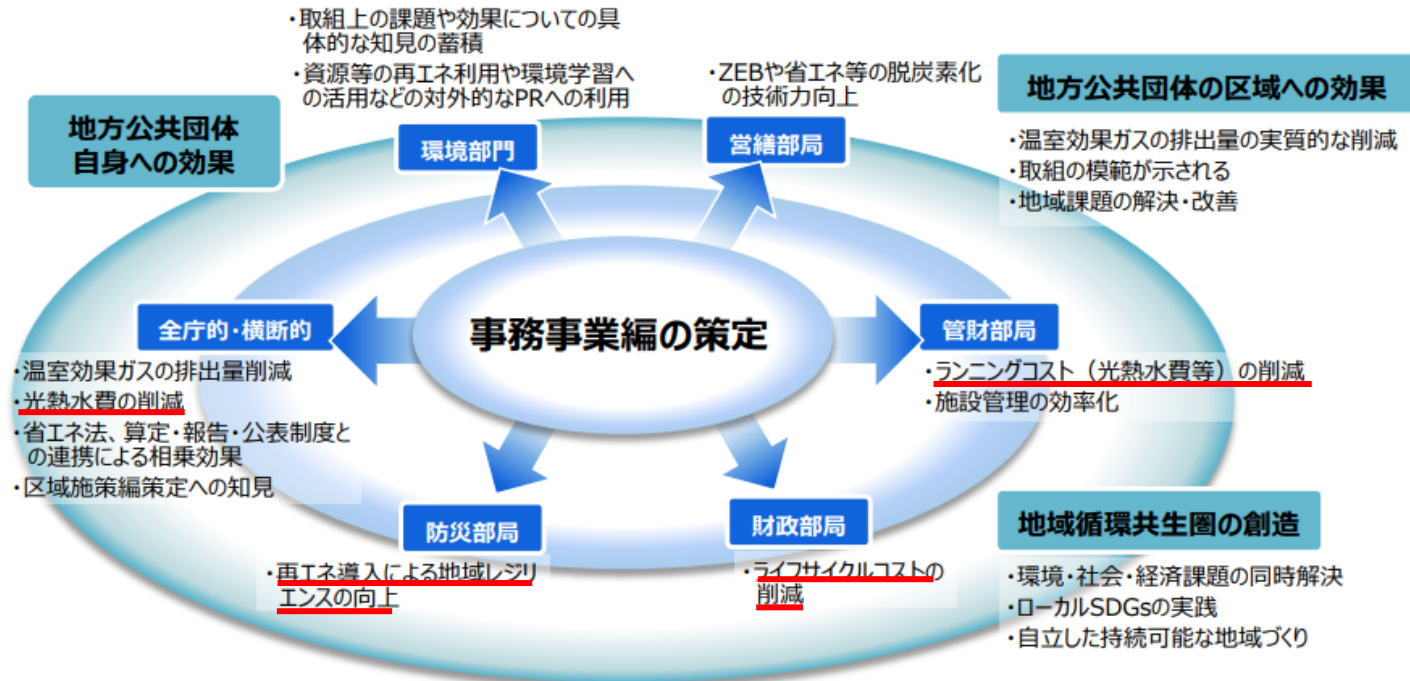 ・取組上の課題や効果についての具
体的な知見の蓄積
・資源等の再エネ利用や環境学習へ
の活用などの対外的なPRへの利用
・ZEBや省エネ等の脱炭素化
の技術力向上
地方公共団体
自身への効果
環境部門
営繕部局
地方公共団体の区域への効果
・温室効果ガスの排出量の実質的な削減
・取組の模範が示される
・地域課題の解決・改善
事務事業編の策定
全庁的・横断的
・温室効果ガスの排出量削減
・光熱水費の削減
・省エネ法、算定・報告・公表制度と
の連携による相乗効果
・区域施策編策定への知見
管財部局
・ランニングコスト（光熱水費等）の削減
・施設管理の効率化
防災部局
・再エネ導入による地域レジリ
エンスの向上
財政部局
・ライフサイクルコストの
削減
地域循環共生圏の創造
・環境・社会・経済課題の同時解決
・ローカルSDGsの実践
・自立した持続可能な地域づくり